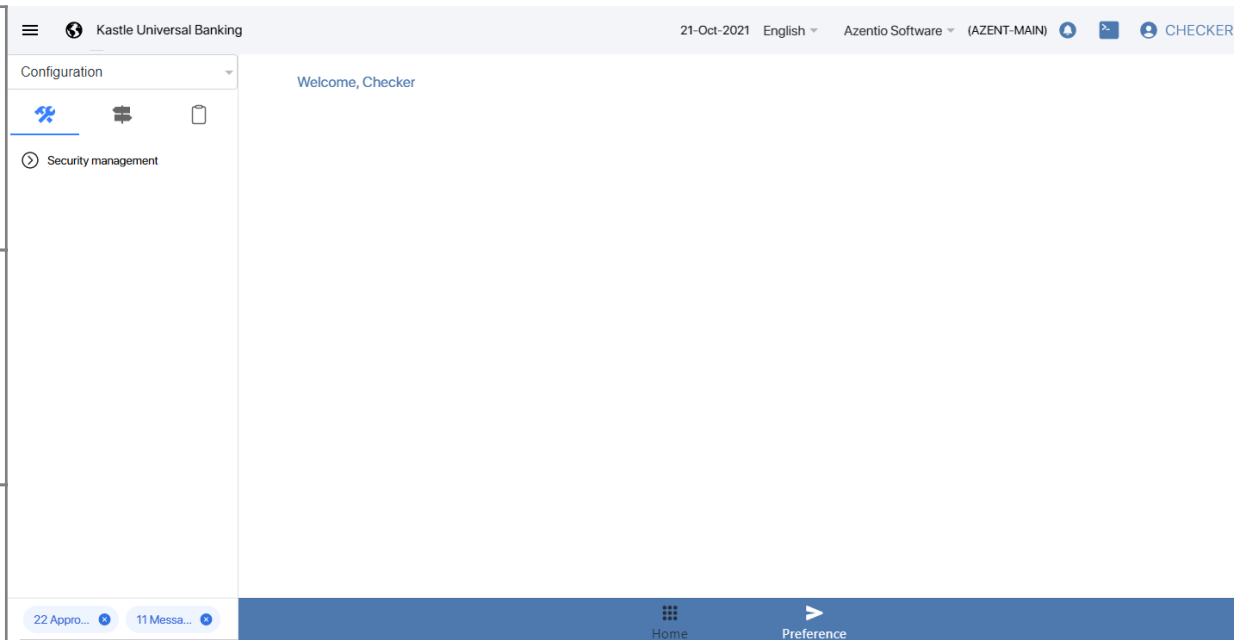 Kastle Universal Banking 21-Oct-2021 English Azentio Software (AZENT-MAIN) CHECKER
Configuration
Welcome, Checker
Security management
22 Appro... 11 Messa...
Home Preference